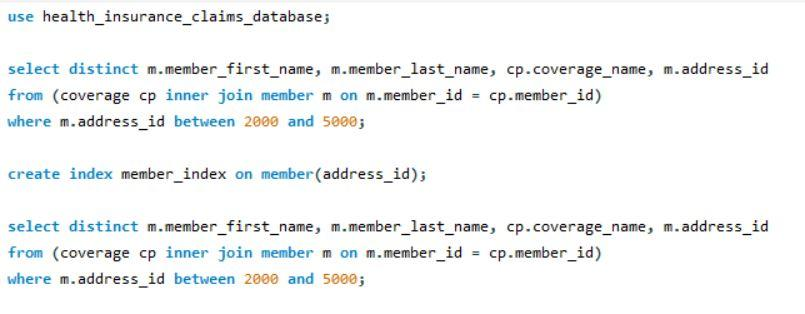 use health_insurance_claims_database;
select distinct m.member_first_name, m.member_last_name, cp.coverage_name, m.address_id
from (coverage cp inner join member m on m.member_id = cp.member_id)
where m.address_id between 2000 and 5000;
create index member_index on member(address_id);
select distinct m.member_first_name, m.member_last_name, cp.coverage_name, m.address_id
from (coverage cp inner join member m on m.member_id = cp.member_id)
where m.address_id between 2000 and 5000;